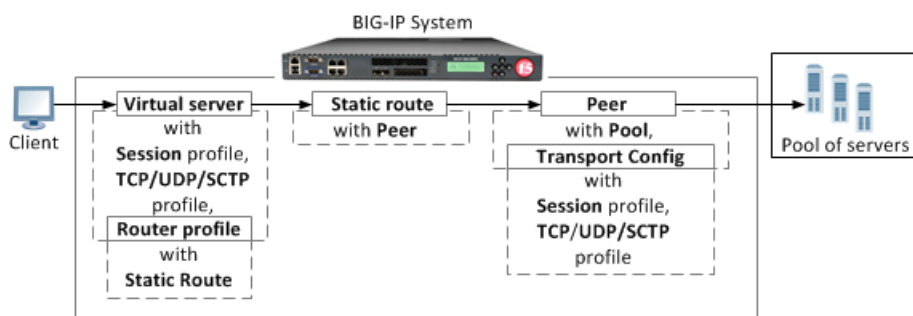 BIG-IP System
f5
Client
Virtual server
with
Session profile,
TCP/UDP/SCTP
profile,
Router profile
with
Static Route
Static route
with Peer
Peer
with Pool,
Transport Config
with
Session profile,
TCP/UDP/SCTP
profile
Pool of servers